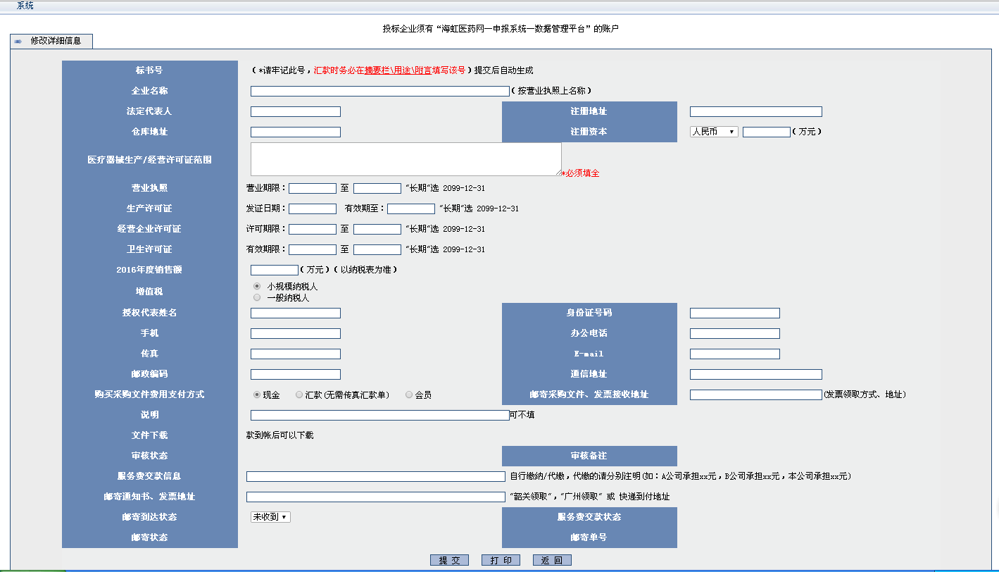 系统
投标企业须有“海虹医药网—申报系统—数据管理平台”的账户
修改详细信息
标书号 （*请牢记此号，汇款时务必在摘要栏\用途\附言填写该号）提交后自动生成
企业名称 （按营业执照上名称）
法定代表人 注册地址
仓库地址 注册资本 人民币 （万元）
医疗器械生产/经营许可证范围 *必须填全
营业执照 营业期限： 至 “长期”选 2099-12-31
生产许可证 发证日期： 有效期至： “长期”选 2099-12-31
经营企业许可证 许可期限： 至 “长期”选 2099-12-31
卫生许可证 有效期限： 至 “长期”选 2099-12-31
2016年度销售额 （万元）（以纳税表为准）
增值税 小规模纳税人
一般纳税人
授权代表姓名 身份证号码
手机 办公电话
传真 E-mail
邮政编码 通信地址
购买采购文件费用支付方式 现金 汇款(无需传真汇款单) 会员 邮寄采购文件、发票接收地址 (发票领取方式、地址)
说明 可不填
文件下载 款到帐后可以下载
审核状态 审核备注
服务费交款信息 自行缴纳/代缴，代缴的请分别注明(如：A公司承担xx元，B公司承担xx元，本公司承担xx元)
邮寄通知书、发票地址 “韶关领取”，“广州领取” 或 快递到付地址
邮寄到达状态 未收到 服务费交款状态
邮寄状态 邮寄单号
提 交 打 印 返 回